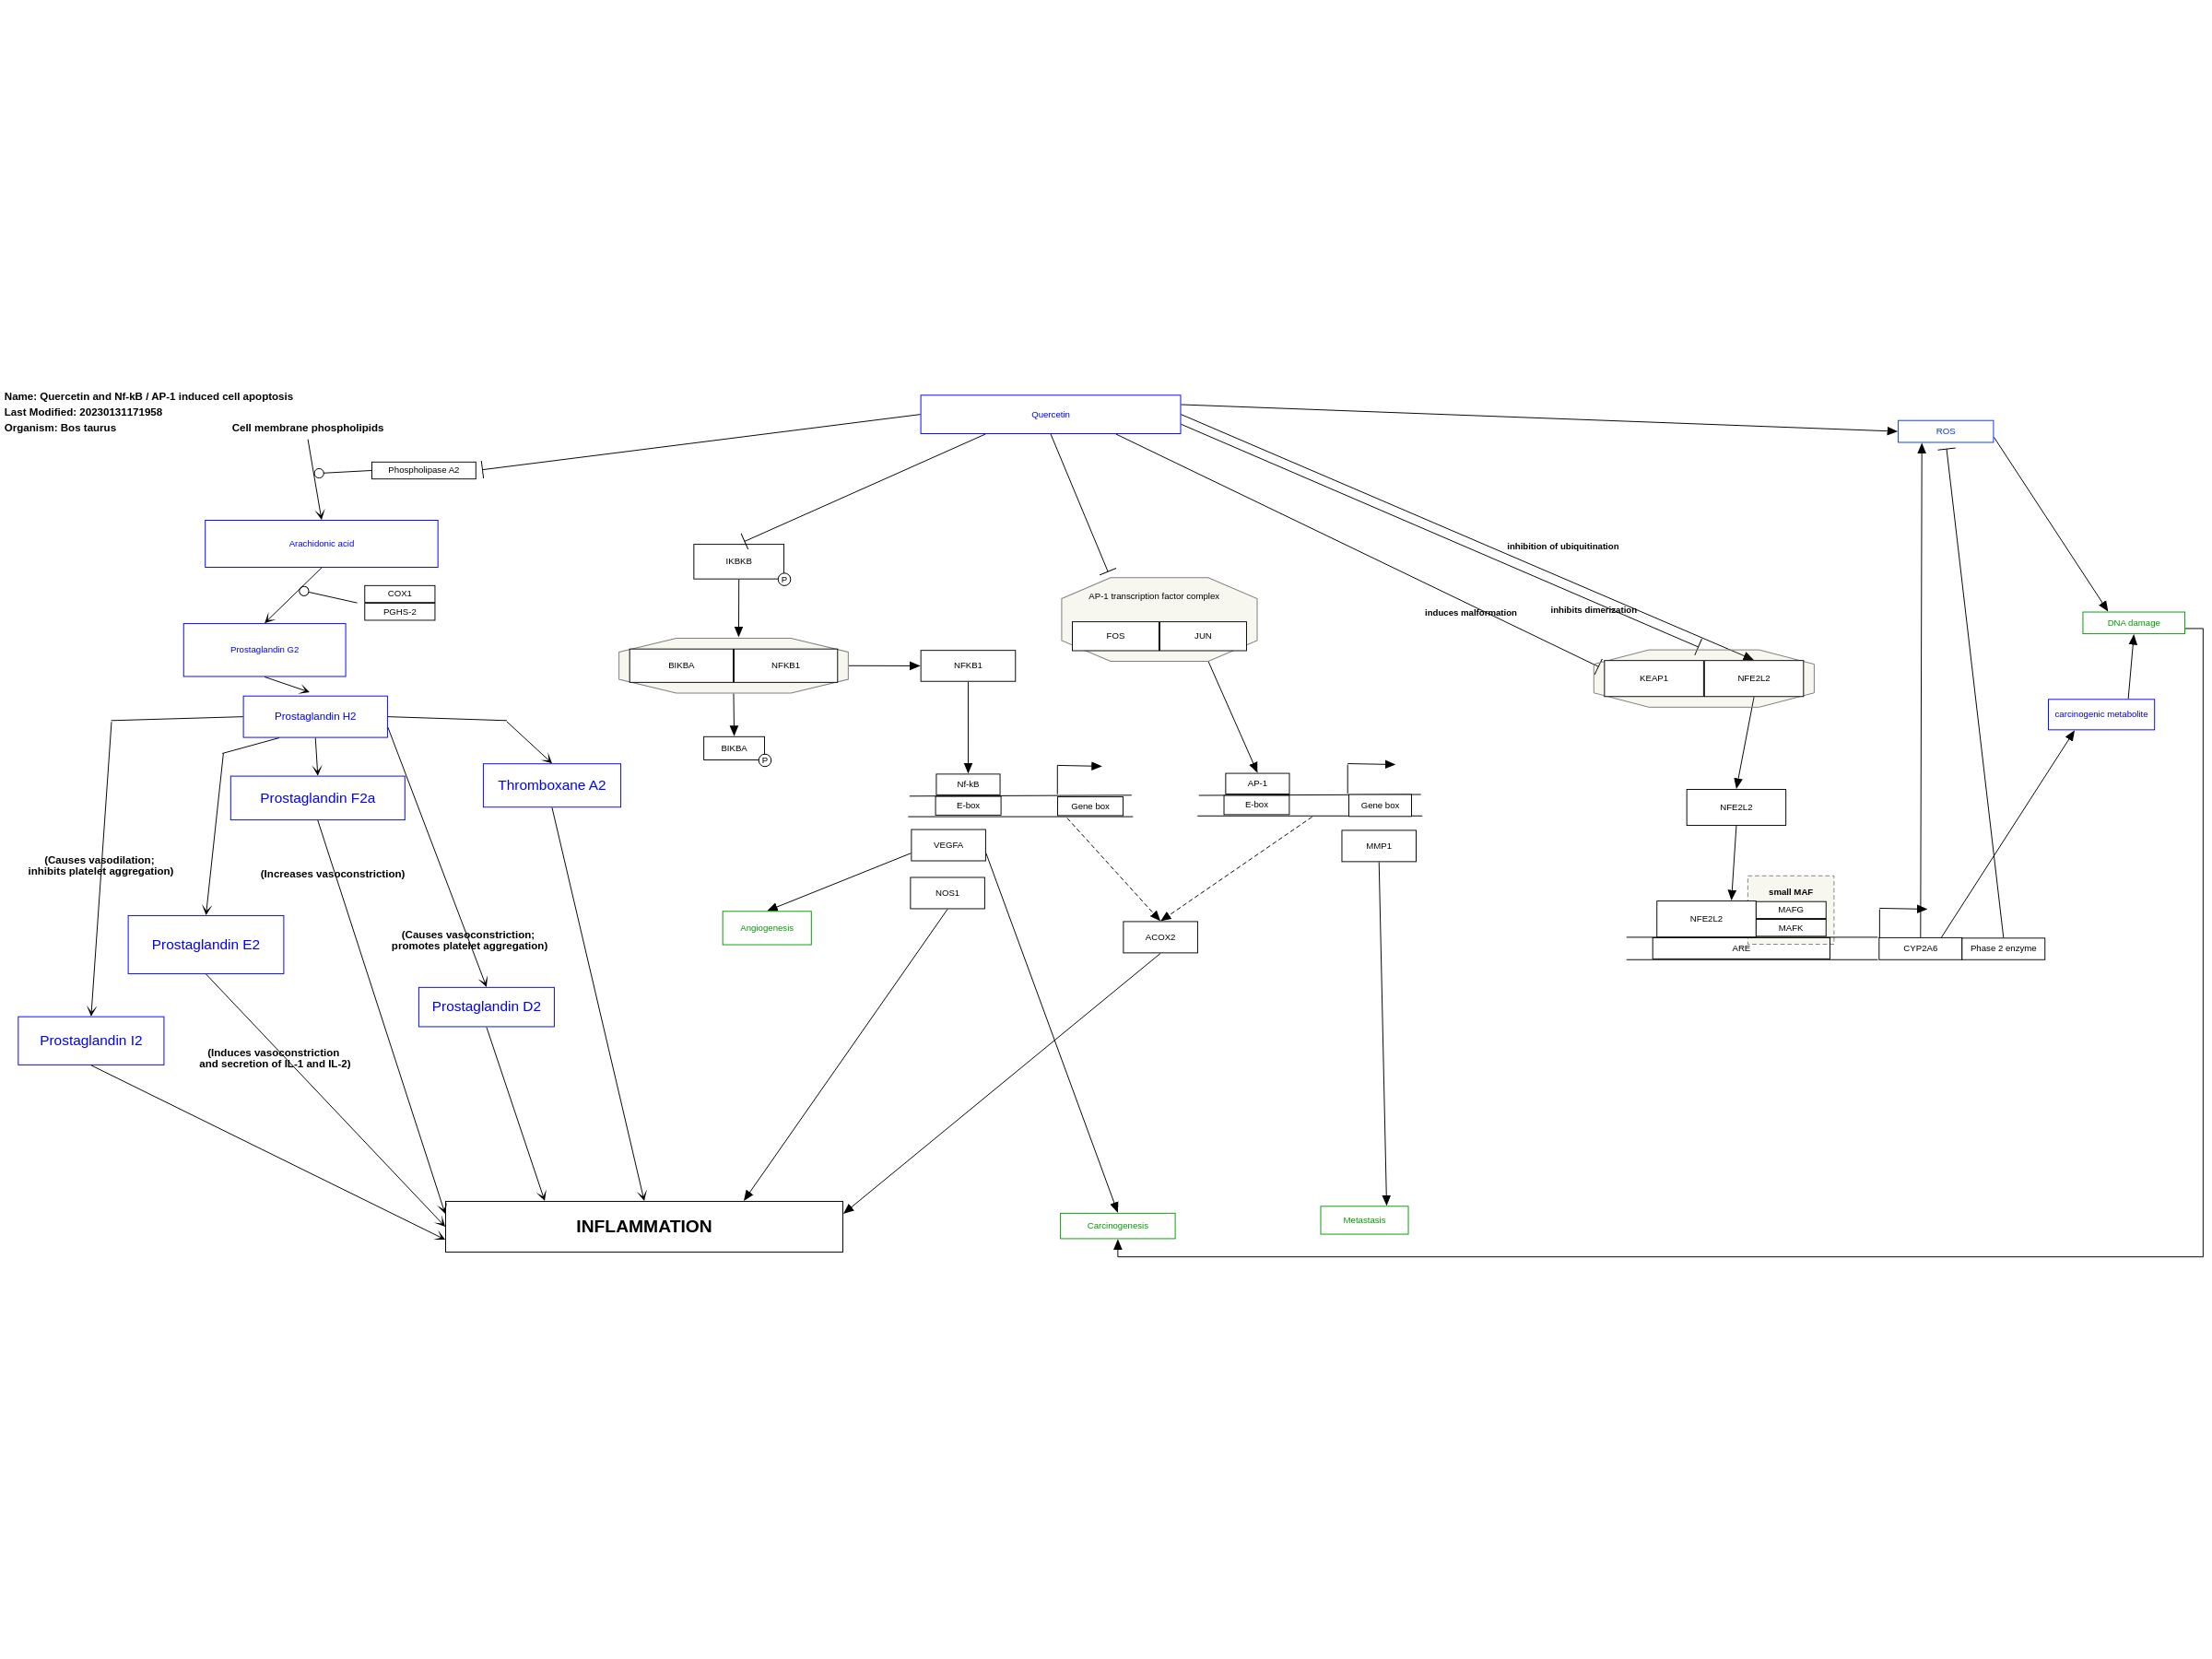 Name: Quercetin and Nf-kB / AP-1 induced cell apoptosis
Last Modified: 20230131171958
Organism: Bos taurus
Cell membrane phospholipids
Quercetin
ROS
Phospholipase A2
Arachidonic acid
inhibition of ubiquitination
IKBKB
P
COX1
PGHS-2
AP-1 transcription factor complex
FOS
JUN
induces malformation
inhibits dimerization
DNA damage
Prostaglandin G2
BIKBA
NFKB1
NFKB1
KEAP1
NFE2L2
Prostaglandin H2
carcinogenic metabolite
BIKBA
P
Thromboxane A2
Prostaglandin F2a
Nf-kB
E-box
Gene box
AP-1
E-box
Gene box
NFE2L2
VEGFA
MMP1
(Causes vasodilation;
inhibits platelet aggregation)
(Increases vasoconstriction)
NOS1
small MAF
MAFG
MAFK
NFE2L2
ARE
CYP2A6
Phase 2 enzyme
Angiogenesis
ACOX2
Prostaglandin E2
(Causes vasoconstriction;
promotes platelet aggregation)
Prostaglandin D2
Prostaglandin I2
(Induces vasoconstriction
and secretion of IL-1 and IL-2)
INFLAMMATION
Carcinogenesis
Metastasis